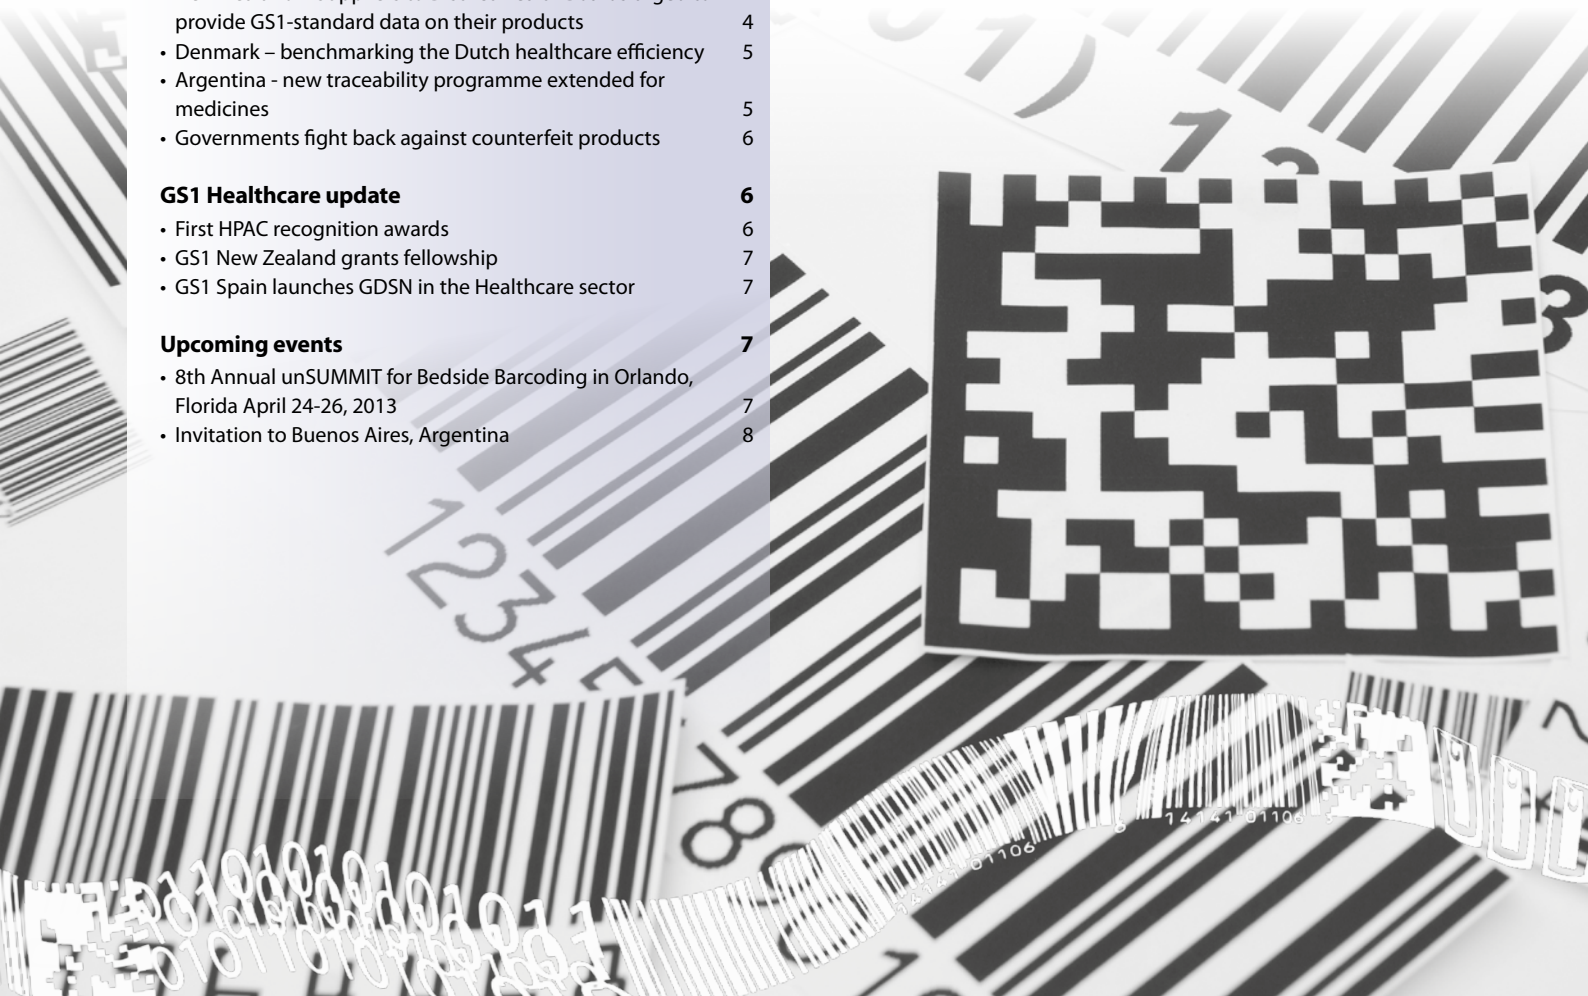 provide GS1-standard data on their products 4
• Denmark – benchmarking the Dutch healthcare efficiency 5
• Argentina - new traceability programme extended for
medicines 5
• Governments fight back against counterfeit products 6
GS1 Healthcare update 6
• First HPAC recognition awards 6
• GS1 New Zealand grants fellowship 7
• GS1 Spain launches GDSN in the Healthcare sector 7
Upcoming events 7
• 8th Annual unSUMMIT for Bedside Barcoding in Orlando,
Florida April 24-26, 2013 7
• Invitation to Buenos Aires, Argentina 8
01) 12
3
12345
78
14141 01106
14141 01106